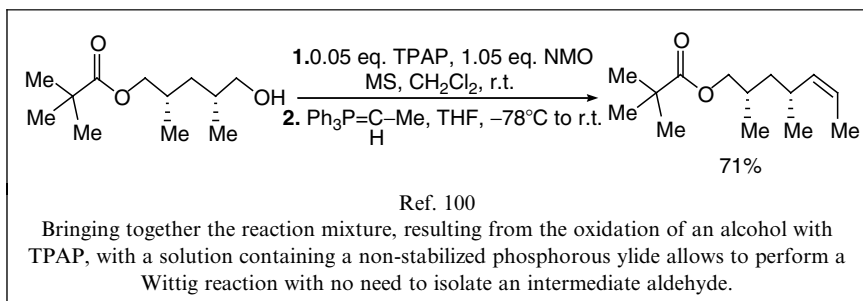 O
1.0.05 eq. TPAP, 1.05 eq. NMO
MS, CH2Cl2, r.t.
2. Ph3P=C–Me, THF, –78°C to r.t.
H
Me
O
OH
Me
Me
Me
Me
O
Me
O
Me
Me
Me
Me
Me
71%
Ref. 100
Bringing together the reaction mixture, resulting from the oxidation of an alcohol with
TPAP, with a solution containing a non-stabilized phosphorous ylide allows to perform a
Wittig reaction with no need to isolate an intermediate aldehyde.